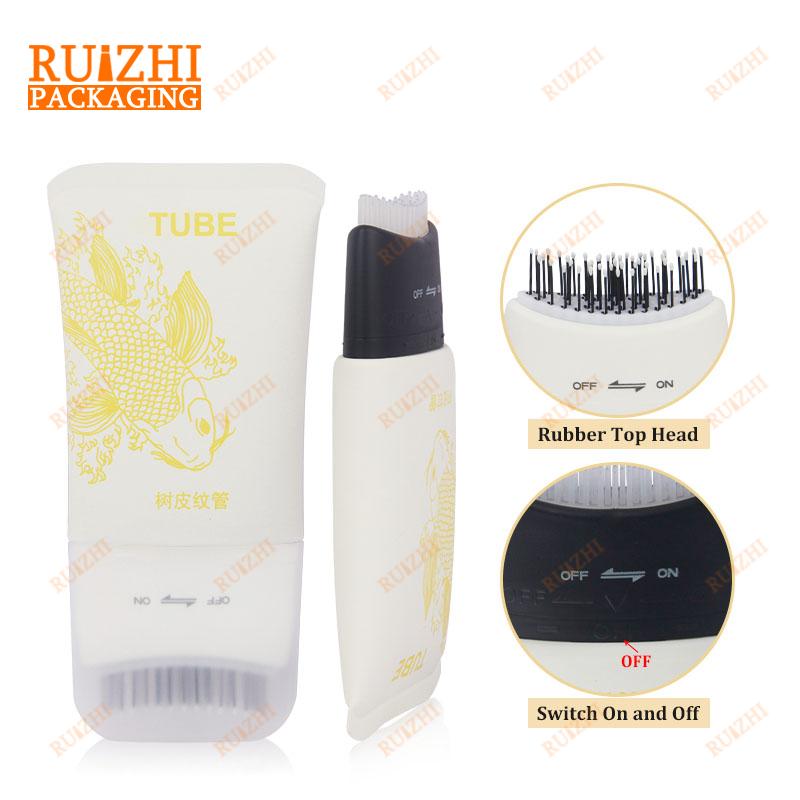 RUIZHI
PACKAGING
TUBE
树皮纹管
OFF ON
OFF ON
OFF ON
Rubber Top Head
OFF ON
OFF
Switch On and Off
TUBE
RUIZHI